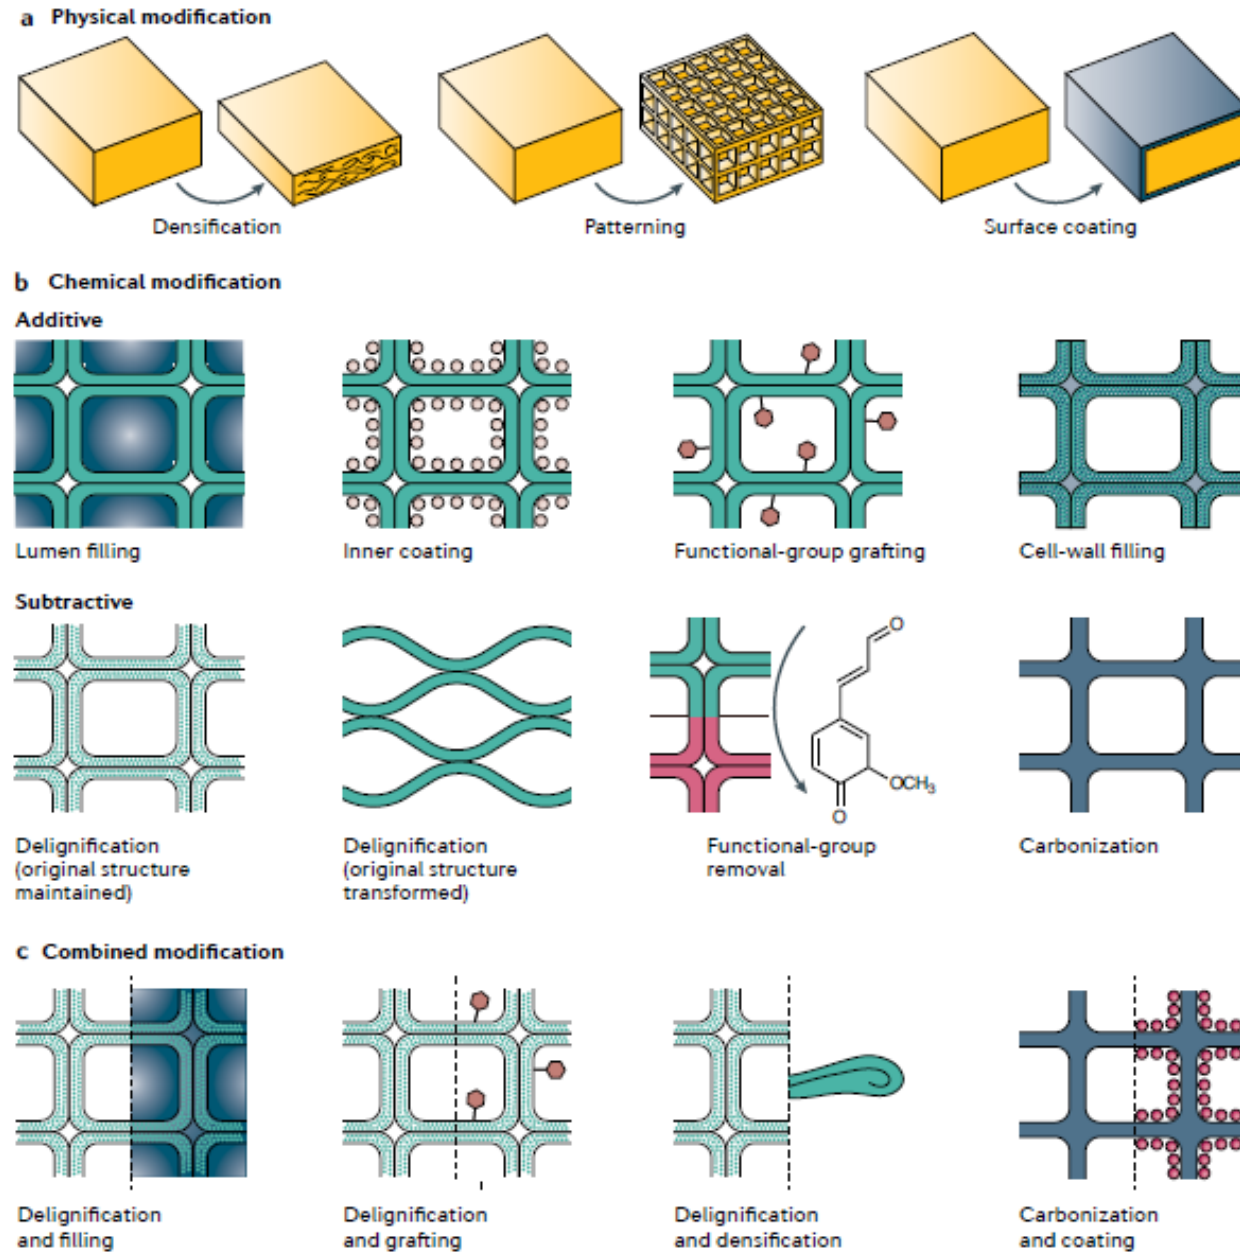 a Physical modification
Densification
Patterning
Surface coating
b Chemical modification
Additive
Lumen filling
Inner coating
Functional-group grafting
Cell-wall filling
Subtractive
O
OCH3
O
Delignification
(original structure
maintained)
Delignification
(original structure
transformed)
Functional-group
removal
Carbonization
c Combined modification
Delignification
and filling
Delignification
and grafting
Delignification
and densification
Carbonization
and coating